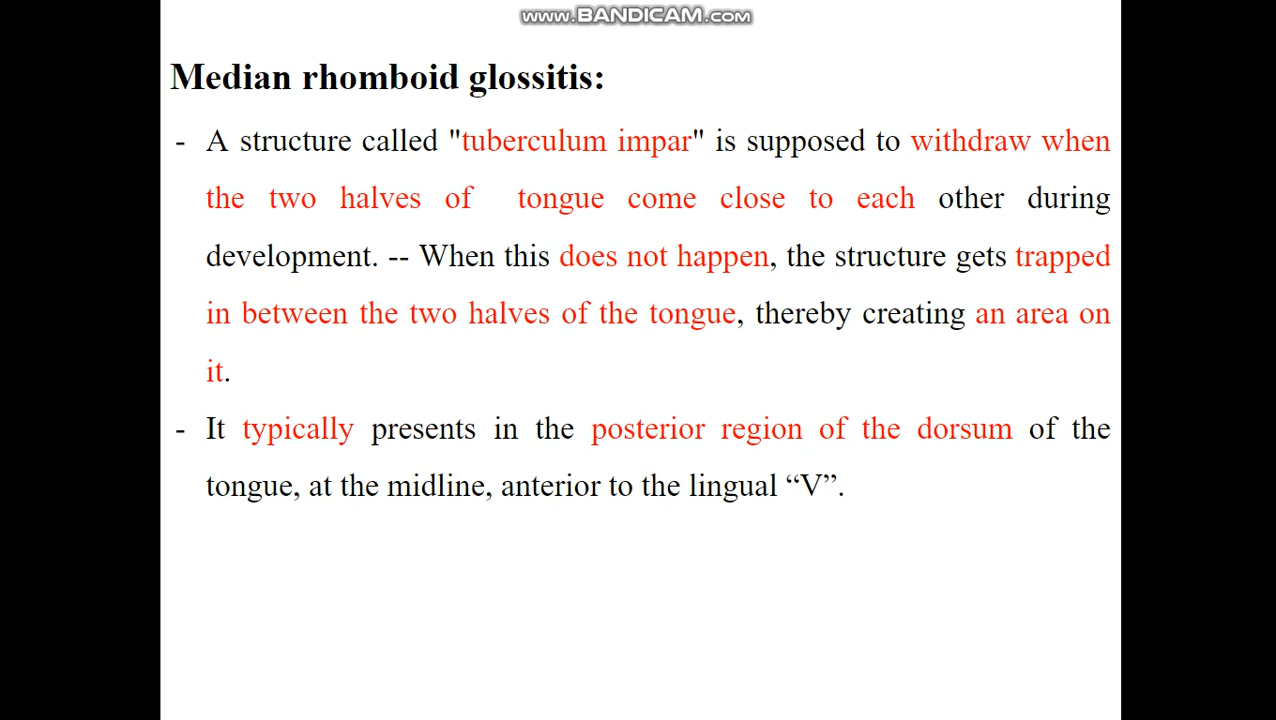 www.BANDICAM.com
Median rhomboid glossitis:
- A structure called "tuberculum impar" is supposed to withdraw when
the two halves of tongue come close to each other during
development. -- When this does not happen, the structure gets trapped
in between the two halves of the tongue, thereby creating an area on
it.
- It typically presents in the posterior region of the dorsum of the
tongue, at the midline, anterior to the lingual “V”.